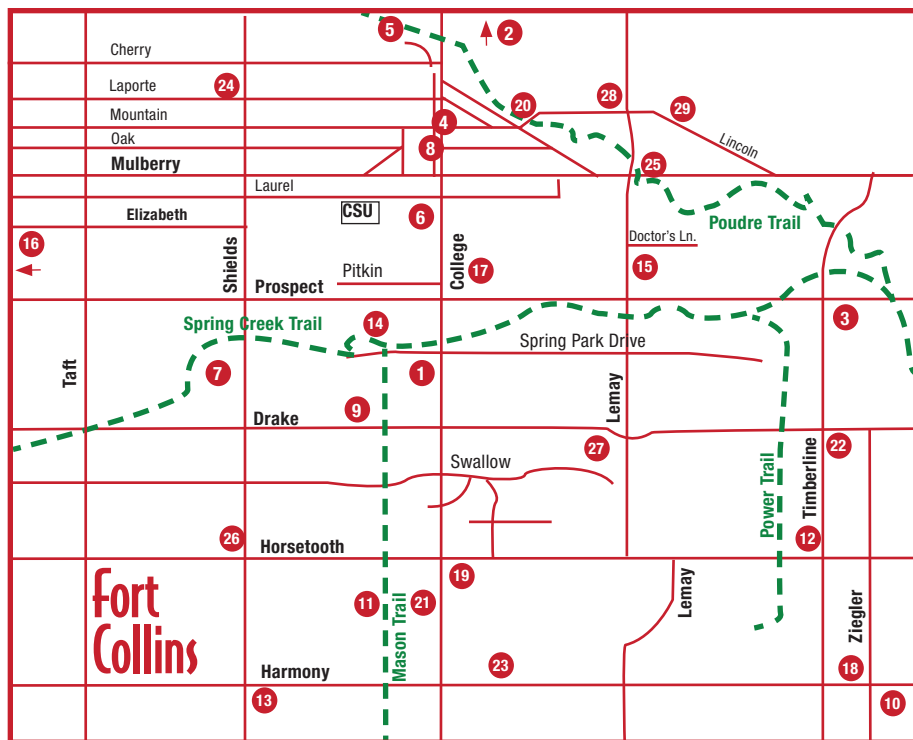 5
2
Cherry
Laporte
24
Mountain
20
28
29
4
Oak
8
Lincoln
Mulberry
25
Laurel
CSU
6
Elizabeth
Poudre Trail
16
Doctor's Ln.
Shields
College
Pitkin
17
15
Prospect
3
Spring Creek Trail
14
Spring Park Drive
Taft
7
1
Lemay
9
Drake
27
22
Swallow
Timberline
Power Trail
26
Horsetooth
12
19
Fort
Collins
11
21
Mason Trail
Lemay
Ziegler
Harmony
23
18
13
10